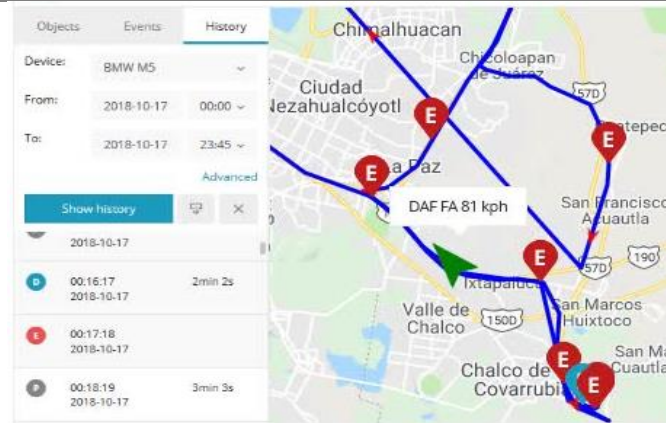 Objects Events History
Device: BMW M5
From: 2018-10-17 00:00
To: 2018-10-17 23:45
Advanced
Show history
2018-10-17
D 00:16:17 2min 2s
2018-10-17
E 00:17:18
2018-10-17
P 00:18:19 3min 3s
2018-10-17
Chimalhuacan
Chicoloapan
de Juárez
57D
Ciudad
Nezahualcóyotl
E
E
atepec
E
a Paz
DAF FA 81 kph
San Francisco
Acuautla
E
57D
190
Ixtapaluca
Valle de
Chalco
150D
San Marcos
Huixtoco
E
San Ma
Cuautla
Chalco de
Covarrubi
E